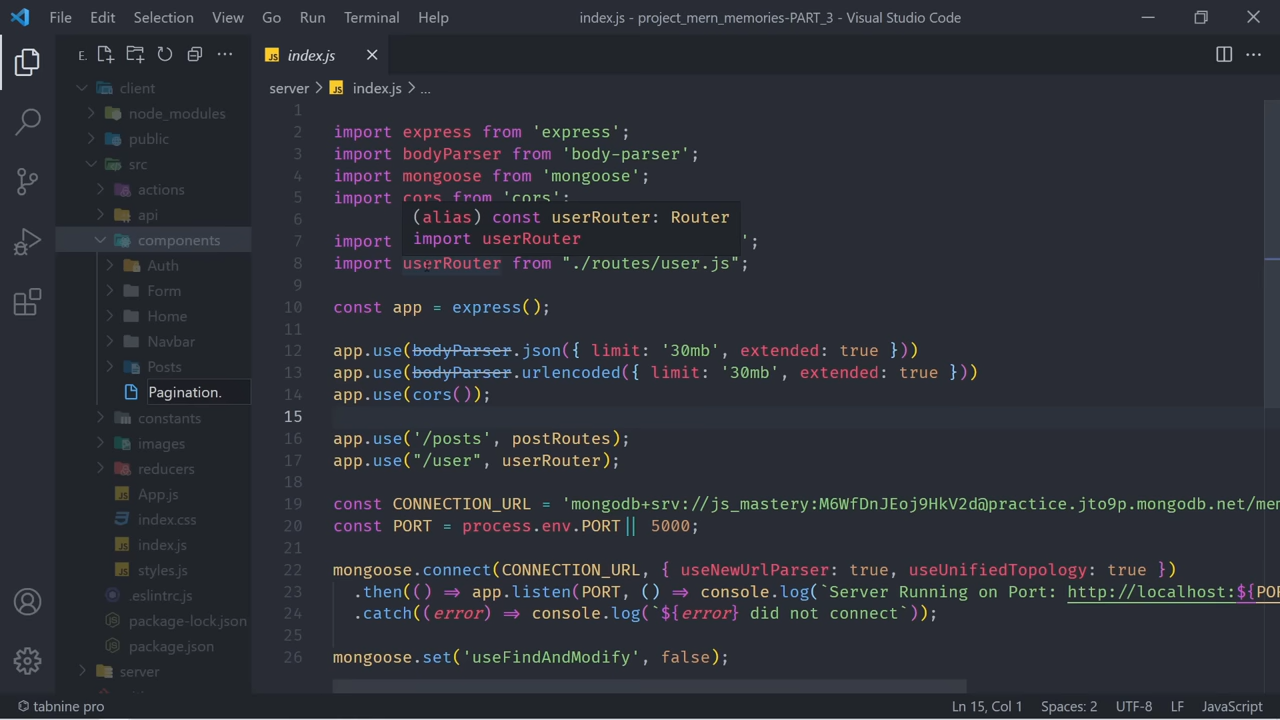 File Edit Selection View Go Run Terminal Help
index.js - project_mern_memories-PART_3 - Visual Studio Code
E.
index.js
server > index.js > ...
client
node_modules
public
src
actions
api
components
Auth
Form
Home
Navbar
Posts
Pagination.
constants
images
reducers
App.js
index.css
index.js
styles.js
.eslintrc.js
package-lock.json
package.json
server
1
2 import express from 'express';
3 import bodyParser from 'body-parser';
4 import mongoose from 'mongoose';
5 import cors from 'cors';
6
(alias) const userRouter: Router
import userRouter
7 import ';
8 import userRouter from "./routes/user.js";
9
10 const app = express();
11
12 app.use(bodyParser.json({ limit: '30mb', extended: true }))
13 app.use(bodyParser.urlencoded({ limit: '30mb', extended: true }))
14 app.use(cors());
15
16 app.use('/posts', postRoutes);
17 app.use("/user", userRouter);
18
19 const CONNECTION_URL = 'mongodb+srv://js_mastery:M6WfDnJEoj9HkV2d@practice.jto9p.mongodb.net/mem
20 const PORT = process.env.PORT || 5000;
21
22 mongoose.connect(CONNECTION_URL, { useNewUrlParser: true, useUnifiedTopology: true })
23 .then(() => app.listen(PORT, () => console.log(`Server Running on Port: http://localhost:${POR
24 .catch((error) => console.log(`${error} did not connect`));
25
26 mongoose.set('useFindAndModify', false);
tabnine pro
Ln 15, Col 1 Spaces: 2 UTF-8 LF JavaScript